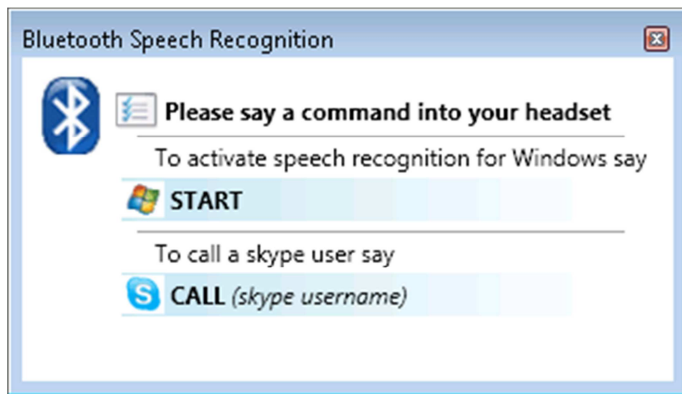 Bluetooth Speech Recognition
Please say a command into your headset
To activate speech recognition for Windows say
START
To call a skype user say
CALL (skype username)